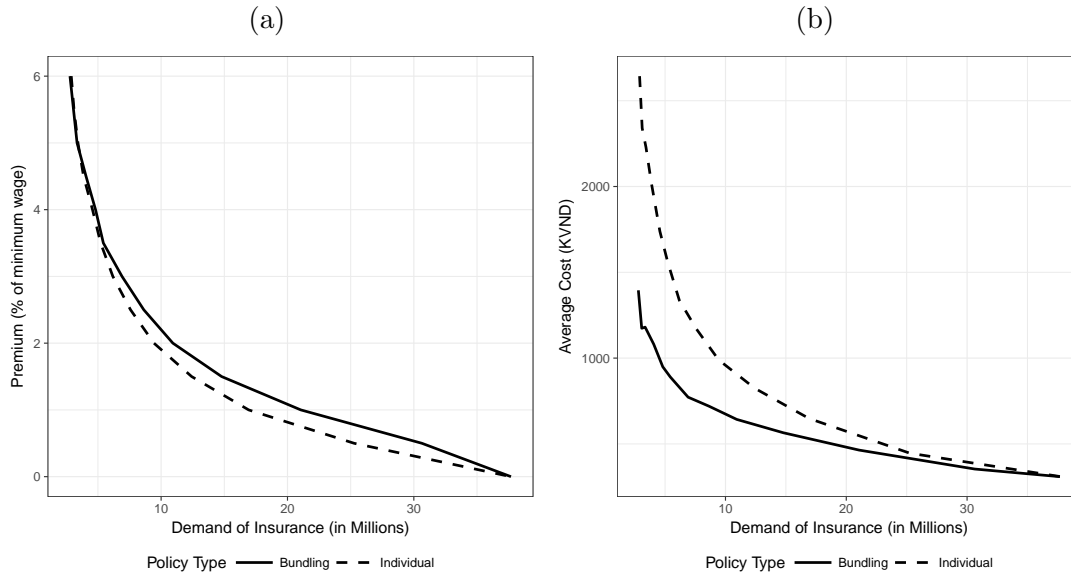 (a)
Premium (% of minimum wage)
6
4
2
0
10
20
30
Demand of Insurance (in Millions)
Policy Type
Bundling
Individual
(b)
Average Cost (KVND)
2000
1000
10
20
30
Demand of Insurance (in Millions)
Policy Type
Bundling
Individual